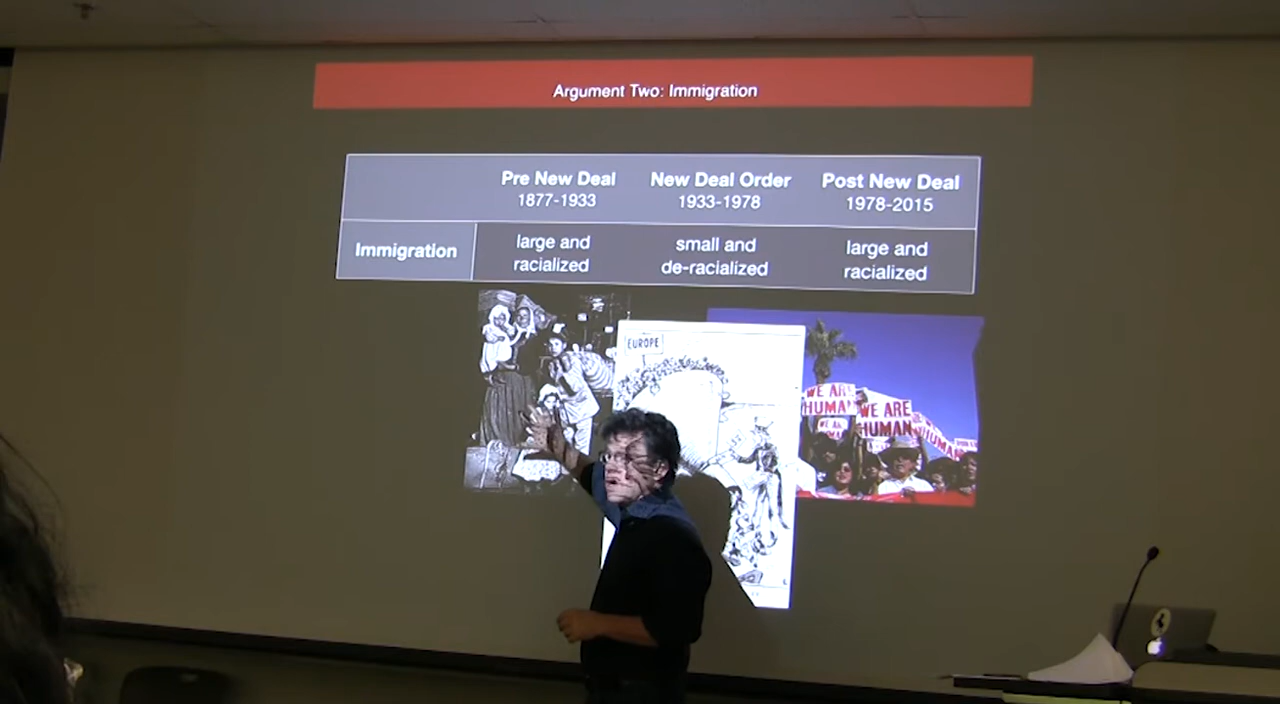 Argument Two: Immigration
Pre New Deal
1877-1933
New Deal Order
1933-1978
Post New Deal
1978-2015
Immigration
large and
racialized
small and
de-racialized
large and
racialized
EUROPE
WE ARE
HUMAN
WE ARE
HUMAN
HUMAN